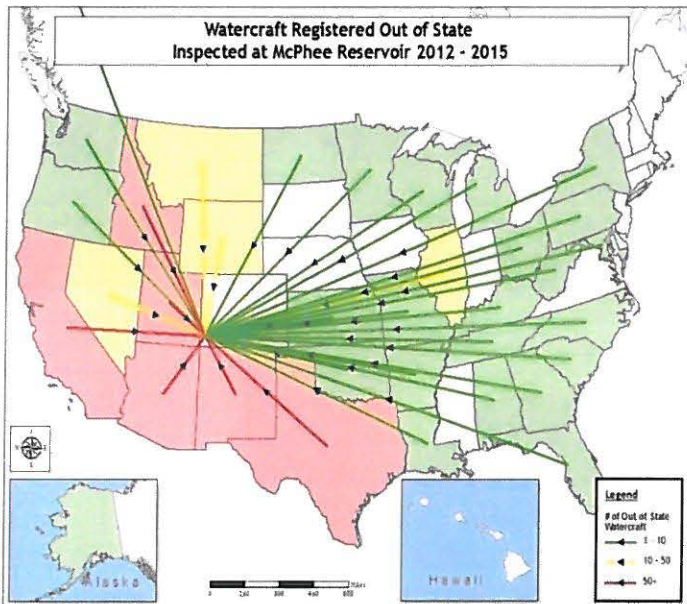 Watercraft Registered Out of State
Inspected at McPhee Reservoir 2012 - 2015
Alaska
Hawaii
Legend
# of Out of State
Watercraft
1 - 10
10 - 50
50+